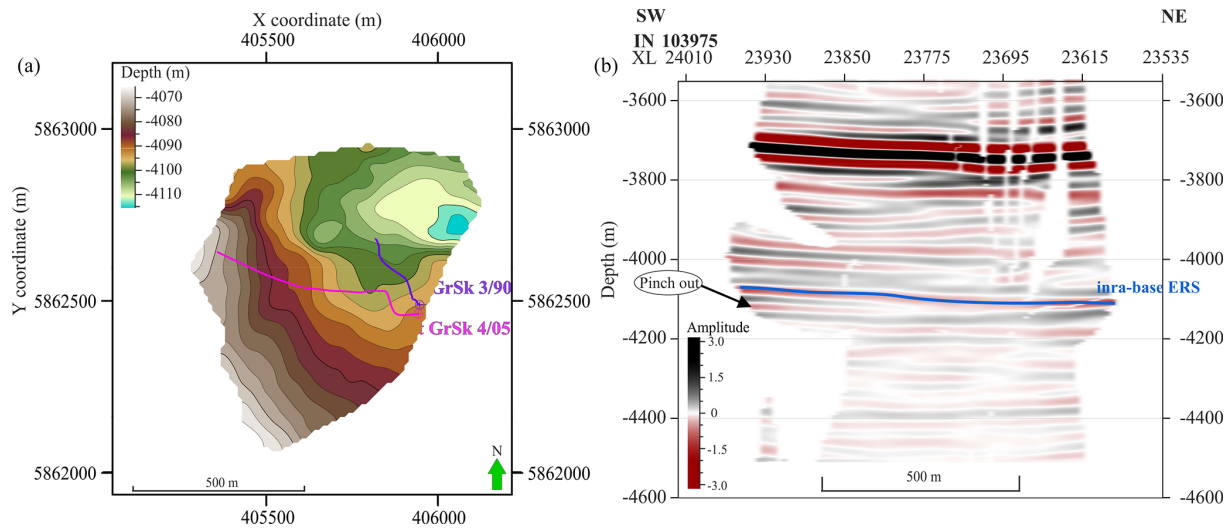 (a)
X coordinate (m)
405500 406000
Y coordinate (m)
5863000
5862500
5862000
5863000
5862500
5862000
Depth (m)
-4070
-4080
-4090
-4100
-4110
GrSk 3/90
GrSk 4/05
N
500 m
405500 406000
(b)
SW NE
IN 103975
XL 24010 23930 23850 23775 23695 23615 23535
Depth (m)
-3600
-3800
-4000
-4200
-4400
-4600
-3600
-3800
-4000
-4200
-4400
-4600
Pinch out
inra-base ERS
Amplitude
3.0
1.5
0
-1.5
-3.0
500 m